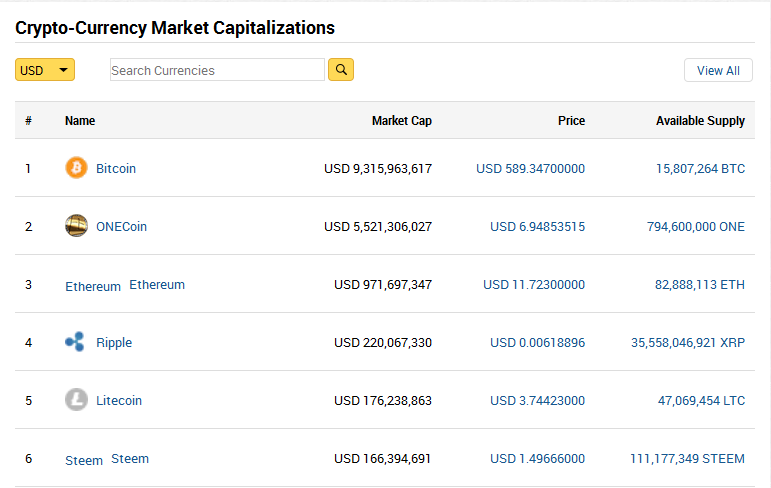 Crypto-Currency Market Capitalizations
USD Search Currencies View All
# Name Market Cap Price Available Supply
1 Bitcoin USD 9,315,963,617 USD 589.34700000 15,807,264 BTC
2 ONECoin USD 5,521,306,027 USD 6.94853515 794,600,000 ONE
3 Ethereum Ethereum USD 971,697,347 USD 11.72300000 82,888,113 ETH
4 Ripple USD 220,067,330 USD 0.00618896 35,558,046,921 XRP
5 Litecoin USD 176,238,863 USD 3.74423000 47,069,454 LTC
6 Steem Steem USD 166,394,691 USD 1.49666000 111,177,349 STEEM